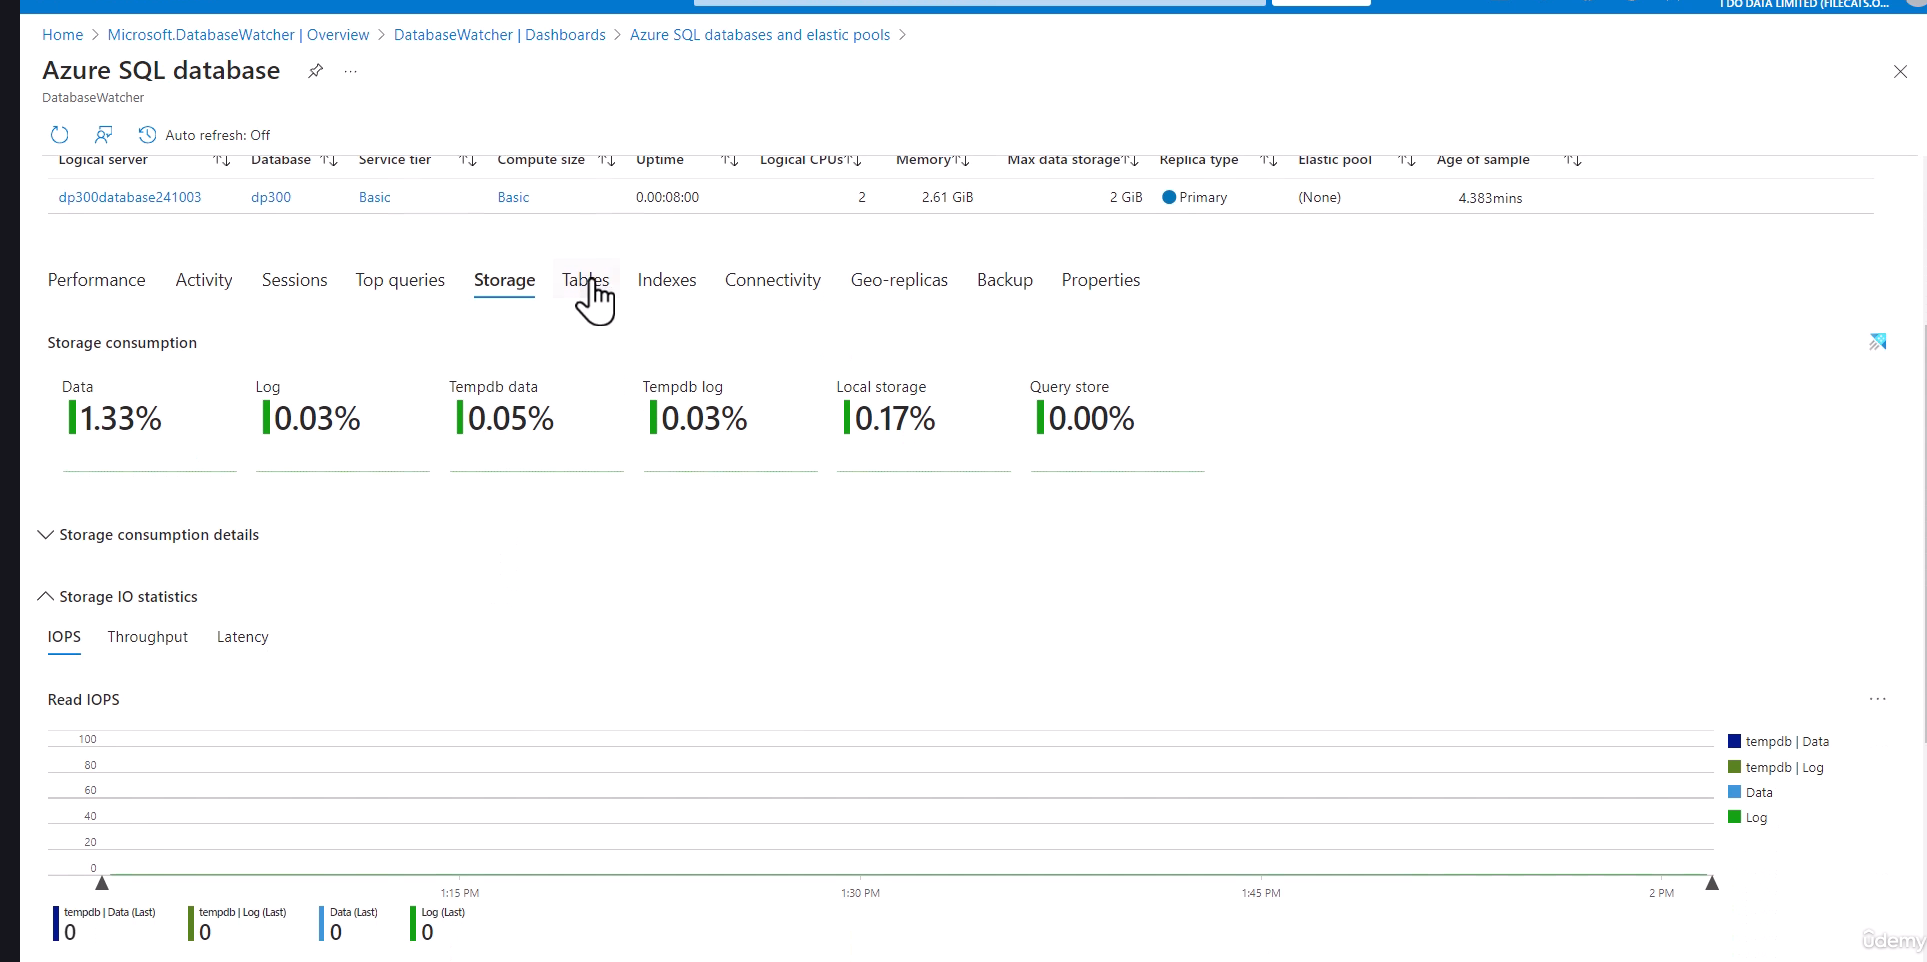 I DO DATA LIMITED (FILECATS.O...
Home > Microsoft.DatabaseWatcher | Overview > DatabaseWatcher | Dashboards > Azure SQL databases and elastic pools >
Azure SQL database
DatabaseWatcher
Auto refresh: Off
Logical server Database Service tier Compute size Uptime Logical CPUs Memory Max data storage Replica type Elastic pool Age of sample
dp300database241003 dp300 Basic Basic 0.00:08:00 2 2.61 GiB 2 GiB Primary (None) 4.383mins
Performance Activity Sessions Top queries Storage Tables Indexes Connectivity Geo-replicas Backup Properties
Storage consumption
Data Log Tempdb data Tempdb log Local storage Query store
1.33% 0.03% 0.05% 0.03% 0.17% 0.00%
Storage consumption details
Storage IO statistics
IOPS Throughput Latency
Read IOPS
100
80
60
40
20
0
tempdb | Data
tempdb | Log
Data
Log
1:15 PM 1:30 PM 1:45 PM 2 PM
tempdb | Data (Last) tempdb | Log (Last) Data (Last) Log (Last)
0 0 0 0
ûdemy